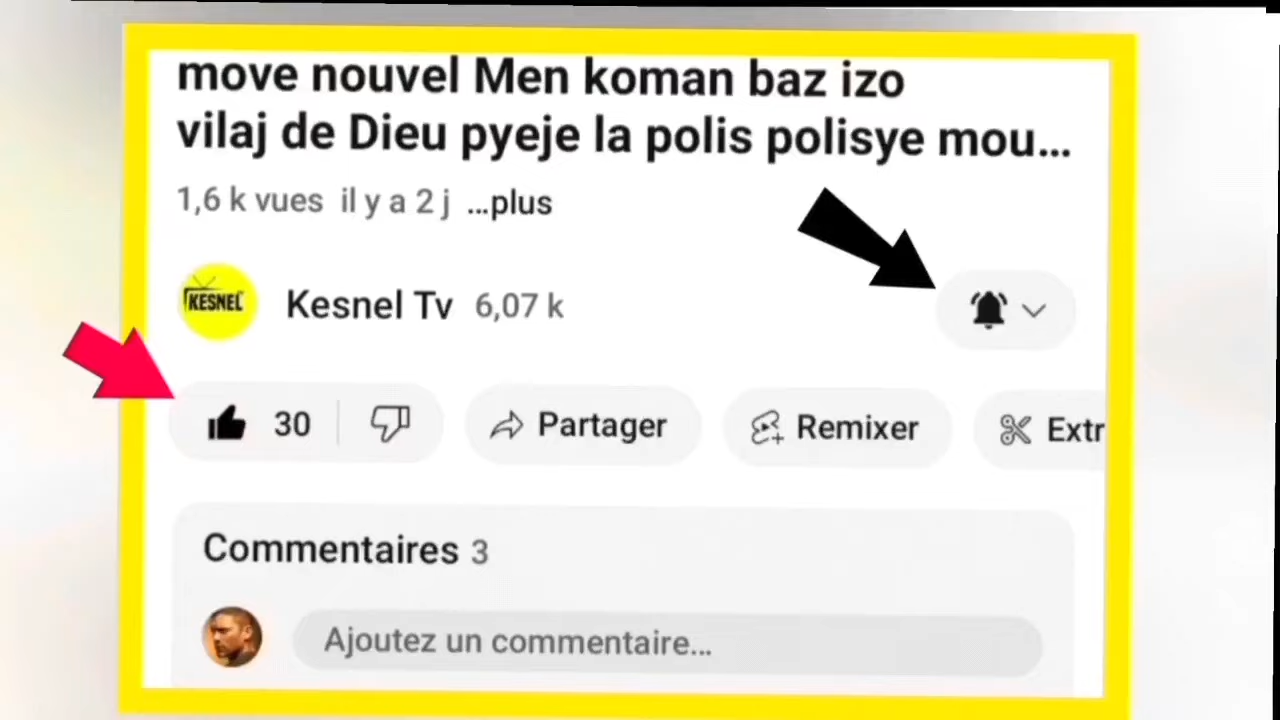 move nouvel Men koman baz izo
vilaj de Dieu pyeje la polis polisye mou...
1,6 k vues il y a 2 j ...plus
KESNEL
Kesnel Tv 6,07 k
30
Partager
Remixer
Extr
Commentaires 3
Ajoutez un commentaire...